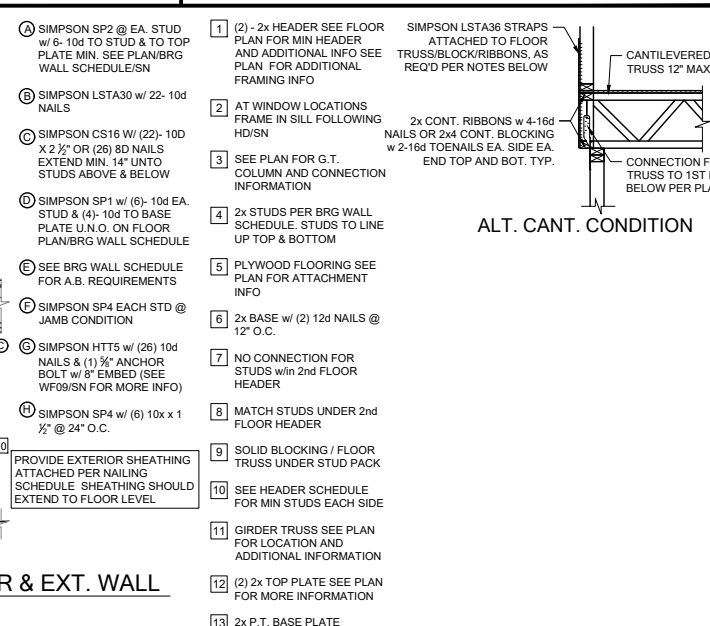 A SIMPSON SP2 @ EA. STUD
w/ 6- 10d TO STUD & TO TOP
PLATE MIN. SEE PLAN/BRG
WALL SCHEDULE/SN
B SIMPSON LSTA30 w/ 22- 10d
NAILS
C SIMPSON CS16 W/ (22)- 10D
X 2 ½" OR (26) 8D NAILS
EXTEND MIN. 14" UNTO
STUDS ABOVE & BELOW
D SIMPSON SP1 w/ (6)- 10d EA.
STUD & (4)- 10d TO BASE
PLATE U.N.O. ON FLOOR
PLAN/BRG WALL SCHEDULE
E SEE BRG WALL SCHEDULE
FOR A.B. REQUIREMENTS
F SIMPSON SP4 EACH STD @
JAMB CONDITION
G SIMPSON HTT5 w/ (26) 10d
NAILS & (1) ⅝" ANCHOR
BOLT w/ 8" EMBED (SEE
WF09/SN FOR MORE INFO)
H SIMPSON SP4 w/ (6) 10x x 1
½" @ 24" O.C.
PROVIDE EXTERIOR SHEATHING
ATTACHED PER NAILING
SCHEDULE SHEATHING SHOULD
EXTEND TO FLOOR LEVEL
R & EXT. WALL
1 (2) - 2x HEADER SEE FLOOR
PLAN FOR MIN HEADER
AND ADDITIONAL INFO SEE
PLAN FOR ADDITIONAL
FRAMING INFO
2 AT WINDOW LOCATIONS
FRAME IN SILL FOLLOWING
HD/SN
3 SEE PLAN FOR G.T.
COLUMN AND CONNECTION
INFORMATION
4 2x STUDS PER BRG WALL
SCHEDULE. STUDS TO LINE
UP TOP & BOTTOM
5 PLYWOOD FLOORING SEE
PLAN FOR ATTACHMENT
INFO
6 2x BASE w/ (2) 12d NAILS @
12" O.C.
7 NO CONNECTION FOR
STUDS w/in 2nd FLOOR
HEADER
8 MATCH STUDS UNDER 2nd
FLOOR HEADER
9 SOLID BLOCKING / FLOOR
TRUSS UNDER STUD PACK
10 SEE HEADER SCHEDULE
FOR MIN STUDS EACH SIDE
11 GIRDER TRUSS SEE PLAN
FOR LOCATION AND
ADDITIONAL INFORMATION
12 (2) 2x TOP PLATE SEE PLAN
FOR MORE INFORMATION
13 2x P.T. BASE PLATE
SIMPSON LSTA36 STRAPS
ATTACHED TO FLOOR
TRUSS/BLOCK/RIBBONS, AS
REQ'D PER NOTES BELOW
2x CONT. RIBBONS w 4-16d
NAILS OR 2x4 CONT. BLOCKING
w 2-16d TOENAILS EA. SIDE EA.
END TOP AND BOT. TYP.
CANTILEVERED
TRUSS 12" MAX
CONNECTION F
TRUSS TO 1ST
BELOW PER PLA
ALT. CANT. CONDITION